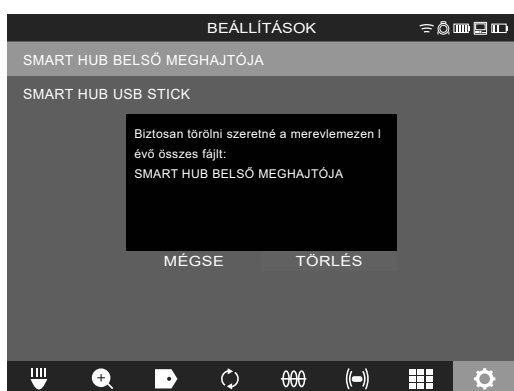 BEÁLLÍTÁSOK
SMART HUB BELSŐ MEGHAJTÓJA
SMART HUB USB STICK
Biztosan törölni szeretné a merevlemezen l
évő összes fájlt:
SMART HUB BELSŐ MEGHAJTÓJA
MÉGSE TÖRLÉS